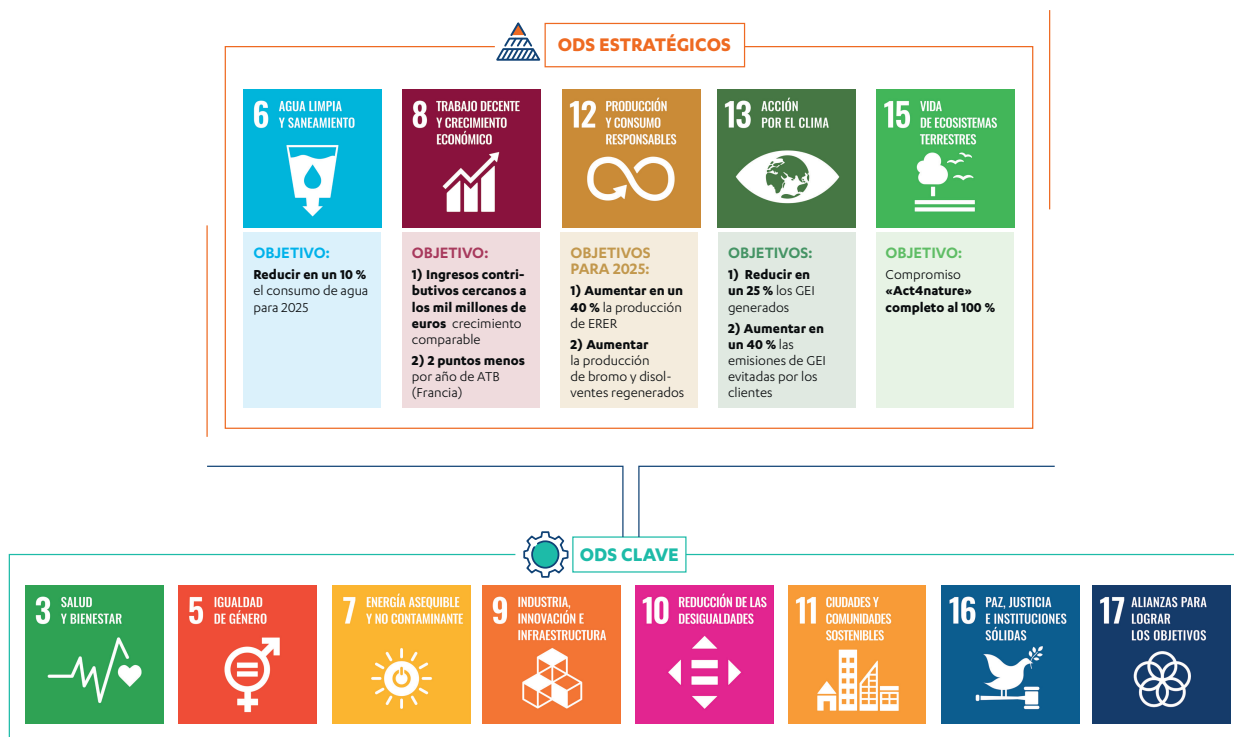 ODS ESTRATÉGICOS
6 AGUA LIMPIA
Y SANEAMIENTO
8 TRABAJO DECENTE
Y CRECIMIENTO
ECONÓMICO
12 PRODUCCIÓN
Y CONSUMO
RESPONSABLES
13 ACCIÓN
POR EL CLIMA
15 VIDA
DE ECOSISTEMAS
TERRESTRES
OBJETIVO:
Reducir en un 10 %
el consumo de agua
para 2025
OBJETIVO:
1) Ingresos contri-
butivos cercanos a
los mil millones de
euros crecimiento
comparable
2) 2 puntos menos
por año de ATB
(Francia)
OBJETIVOS
PARA 2025:
1) Aumentar en un
40 % la producción
de ERER
2) Aumentar
la producción
de bromo y disol-
ventes regenerados
OBJETIVOS:
1) Reducir en
un 25 % los GEI
generados
2) Aumentar en
un 40 % las
emisiones de GEI
evitadas por los
clientes
OBJETIVO:
Compromiso
«Act4nature»
completo al 100 %
ODS CLAVE
3 SALUD
Y BIENESTAR
5 IGUALDAD
DE GÉNERO
7 ENERGÍA ASEQUIBLE
Y NO CONTAMINANTE
9 INDUSTRIA,
INNOVACIÓN E
INFRAESTRUCTURA
10 REDUCCIÓN DE LAS
DESIGUALDADES
11 CIUDADES Y
COMUNIDADES
SOSTENIBLES
16 PAZ, JUSTICIA
E INSTITUCIONES
SÓLIDAS
17 ALIANZAS PARA
LOGRAR
LOS OBJETIVOS